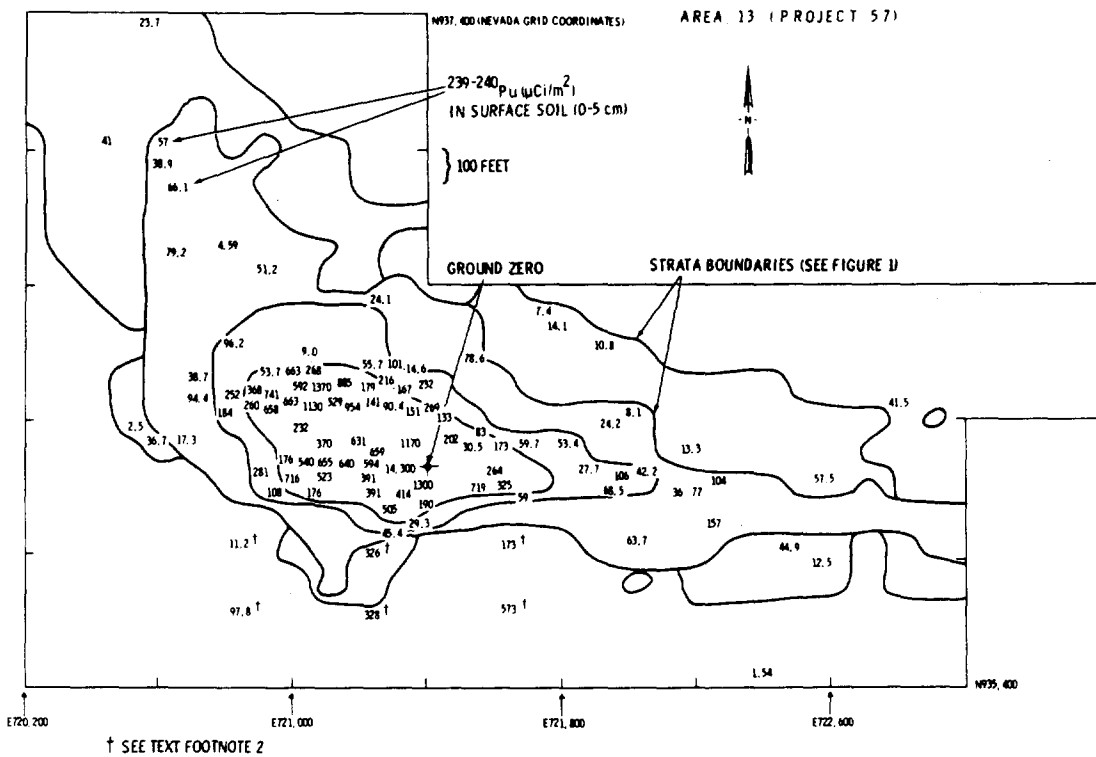 AREA 13 (PROJECT 57)
23.7
N937,400 (NEVADA GRID COORDINATES)
239-240Pu (μCi/m²)
IN SURFACE SOIL (0-5 cm)
N
41
57
38.9
66.1
100 FEET
79.2
4.59
51.2
GROUND ZERO
STRATA BOUNDARIES (SEE FIGURE 1)
24.1
7.4
14.1
10.8
96.2
9.0
78.6
53.7 663 268
55.7 101 14.6
38.7
592 1370 885 179 216 167 232
94.4
252 368 741
41.5
184 260 658 663 1130 529 954 141 90.4 151 269
133
8.1
24.2
2.5
232
36.7 17.3
370 631 659 1170 202 30.5 83 173 59.7 53.4
13.3
176 540 655 640 594 14,300
281
716 523 391
264
27.7 106 42.2
104
57.5
108 176 391 414 1300 719 325
68.5
36 77
505 190
59
29.3
45.4
157
11.2 †
326 †
173 †
63.7
44.9
12.5
97.8 †
328 †
573 †
1.54
N935,400
E720,200 E721,000 E721,800 E722,600
† SEE TEXT FOOTNOTE 2